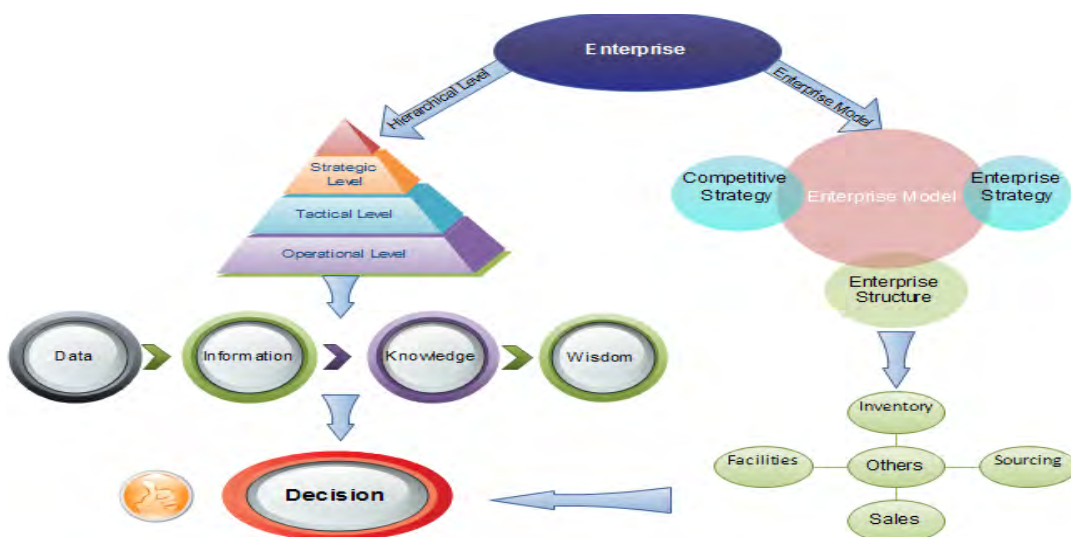 Enterprise
Hierarchical Level
Enterprise Model
Strategic
Level
Tactical Level
Operational Level
Competitive
Strategy
Enterprise Model
Enterprise
Strategy
Enterprise
Structure
Data
Information
Knowledge
Wisdom
Inventory
Facilities
Others
Sourcing
Sales
Decision